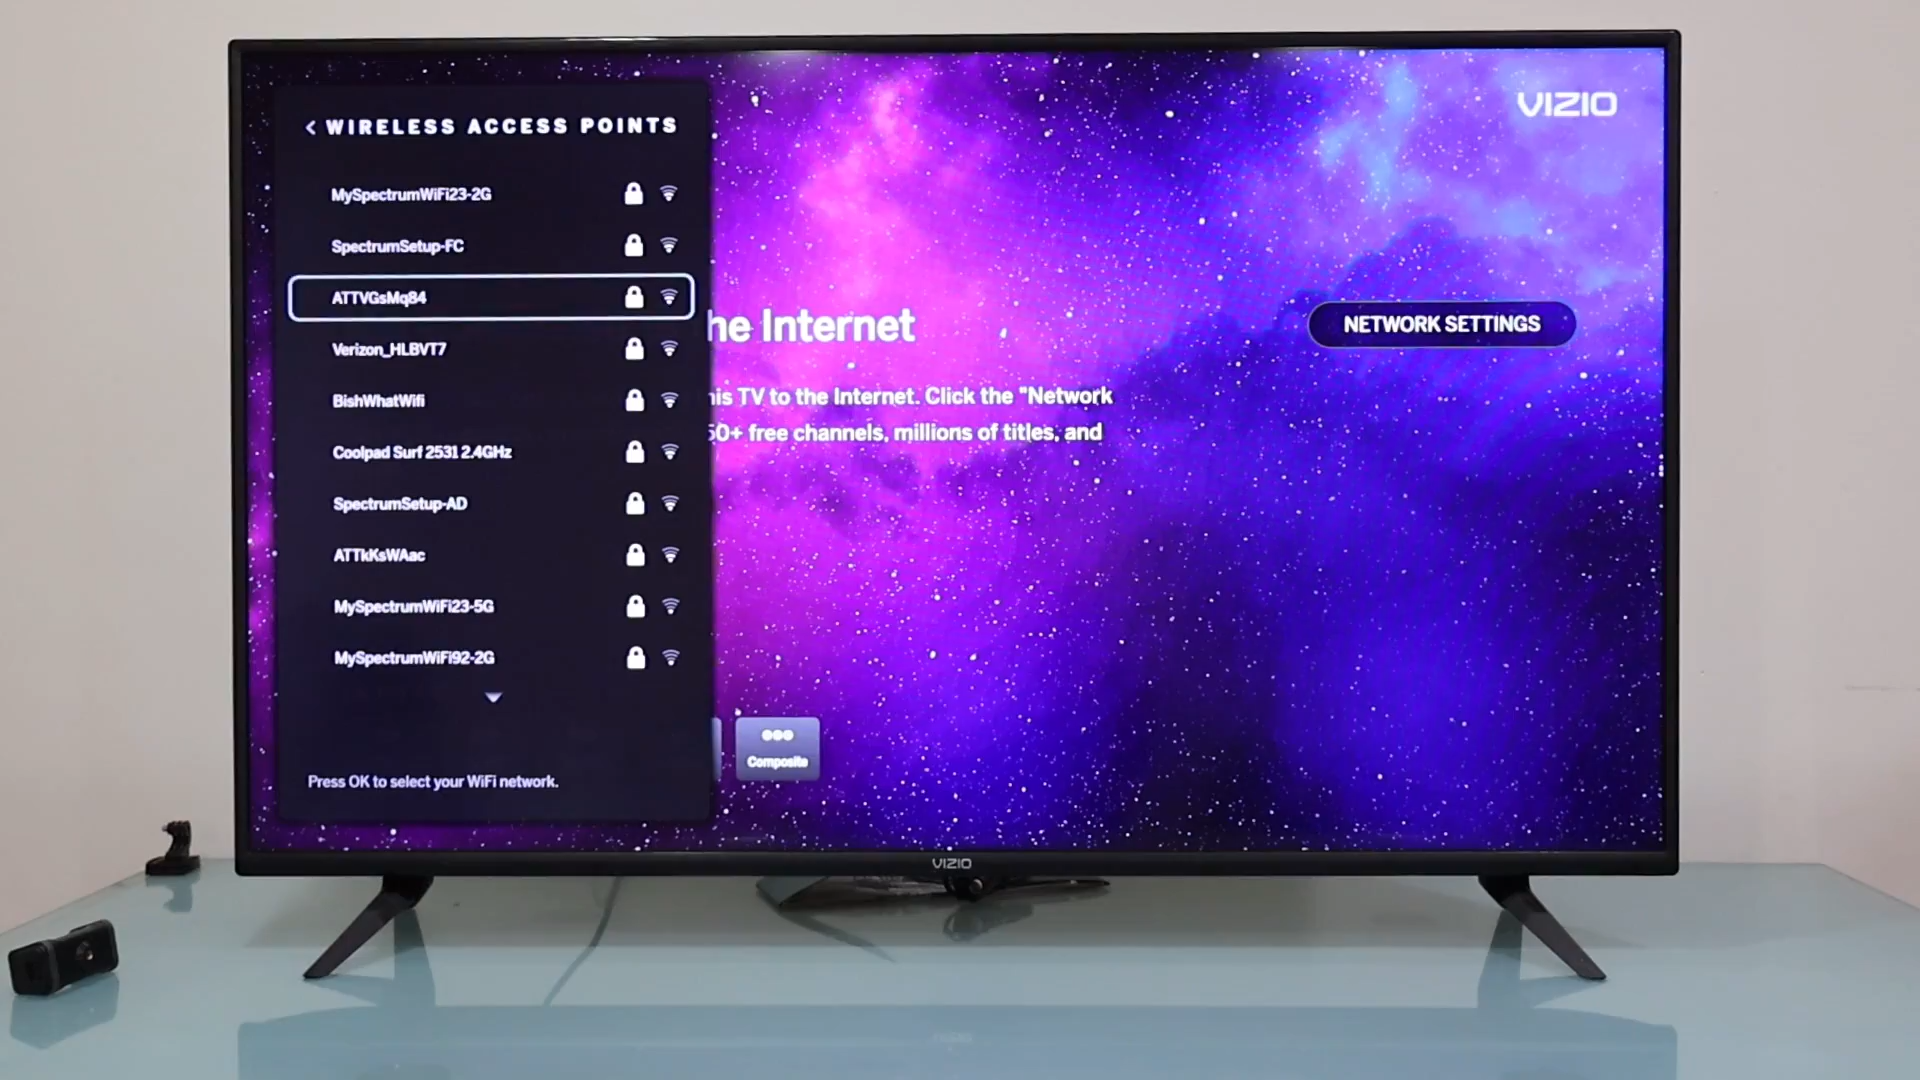 < WIRELESS ACCESS POINTS
MySpectrumWiFi23-2G
SpectrumSetup-FC
ATTVGsMq84
Verizon_HLBVT7
BishWhatWifi
Coolpad Surf 2531 2.4GHz
SpectrumSetup-AD
ATTkKsWAac
MySpectrumWiFi23-5G
MySpectrumWiFi92-2G
Press OK to select your WiFi network.
VIZIO
he Internet
NETWORK SETTINGS
his TV to the Internet. Click the "Network
50+ free channels, millions of titles, and
Composite
VIZIO